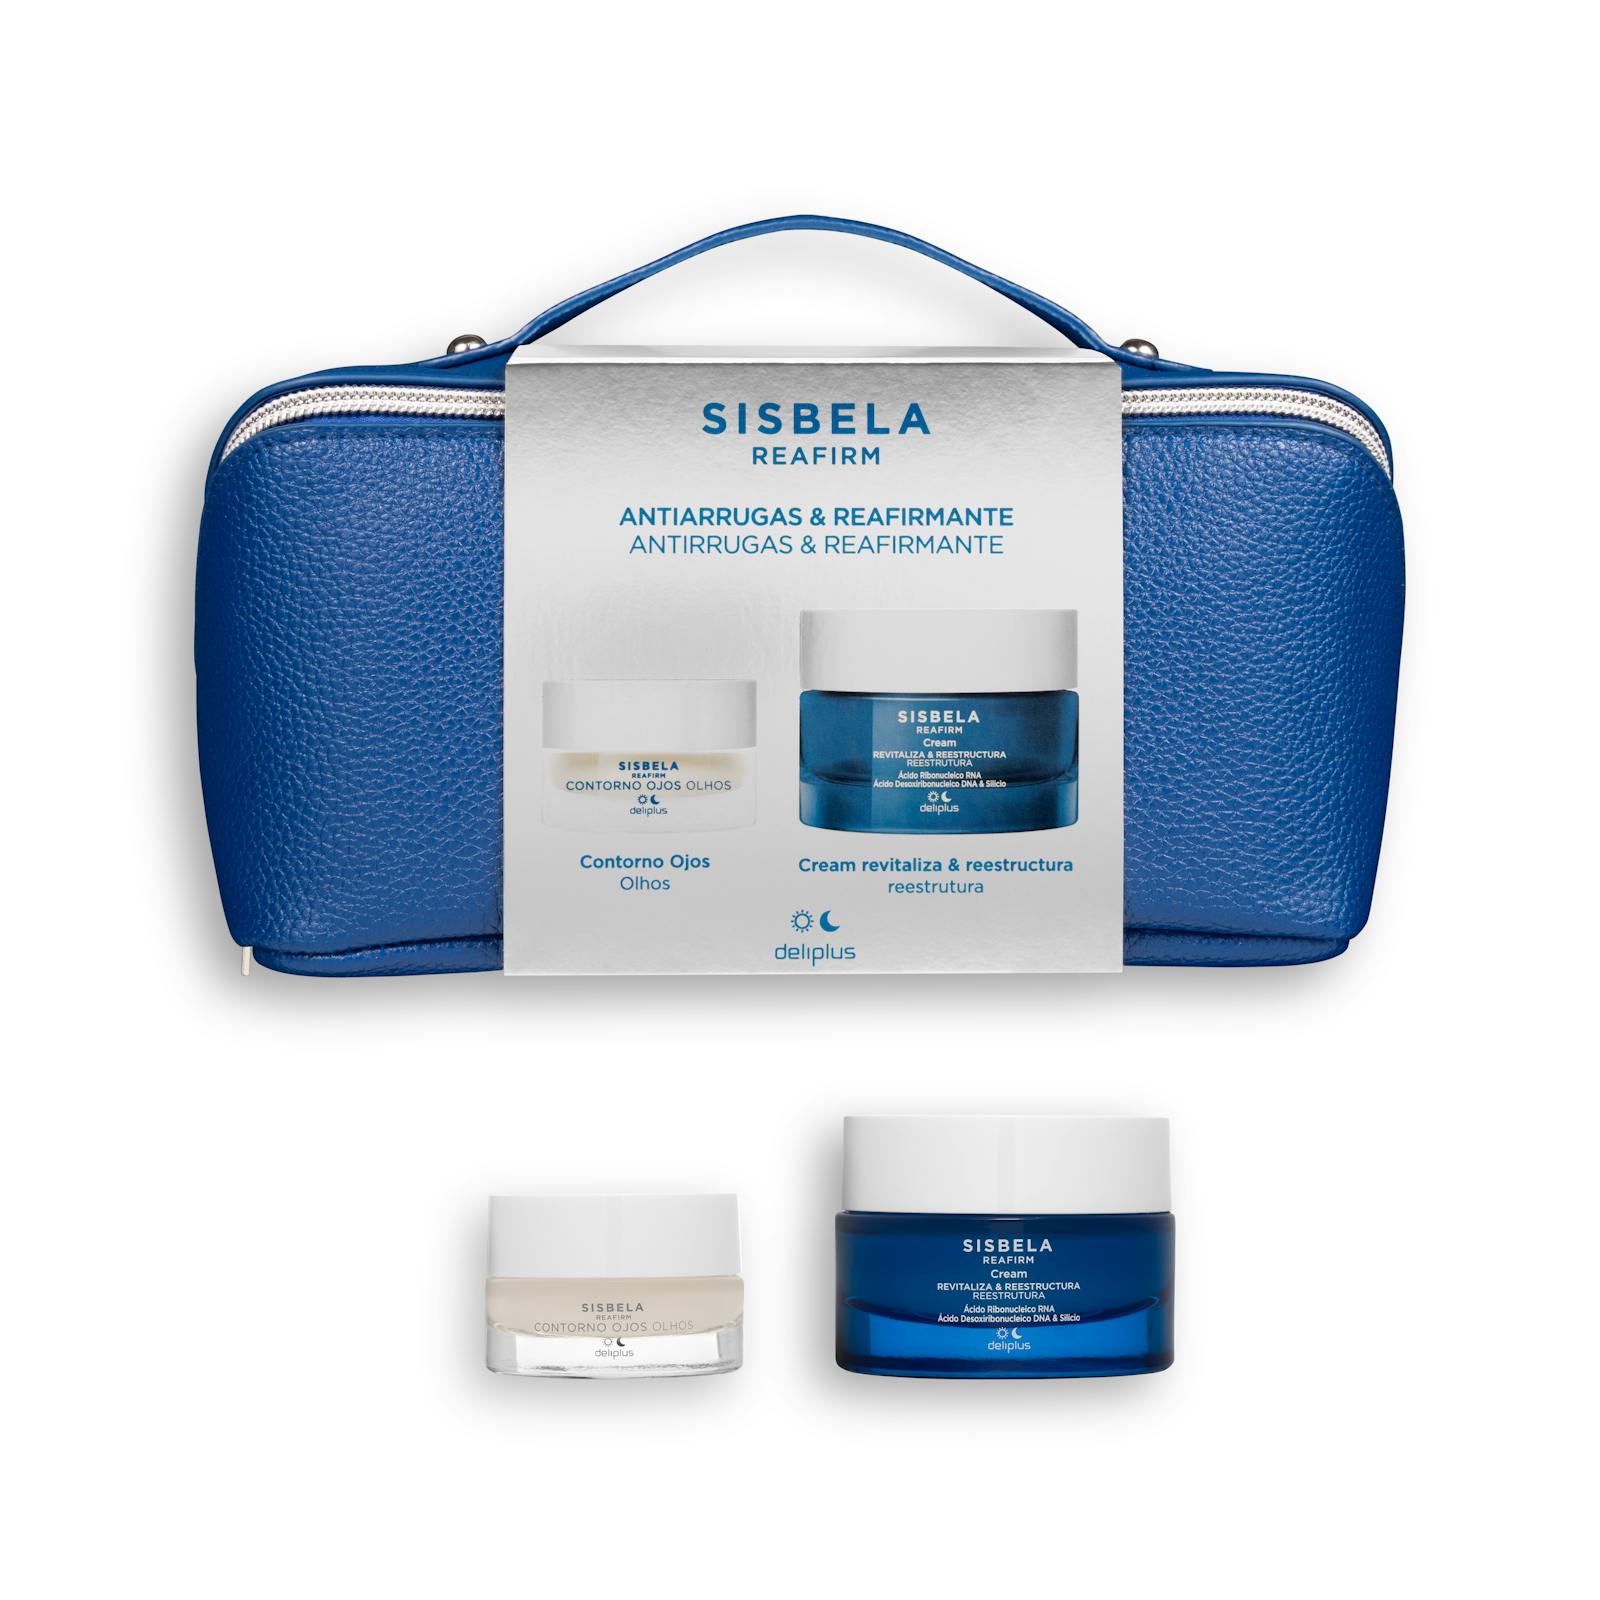 SISBELA
REAFIRM
ANTIARRUGAS & REAFIRMANTE
ANTIRRUGAS & REAFIRMANTE
SISBELA
REAFIRM
CONTORNO OJOS OLHOS
deliplus
SISBELA
REAFIRM
Cream
REVITALIZA & REESTRUCTURA
REESTRUTURA
Ácido Ribonucleico RNA
Ácido Desoxiribonucleico DNA & Silicio
deliplus
Contorno Ojos
Olhos
Cream revitaliza & reestructura
reestrutura
deliplus
SISBELA
REAFIRM
CONTORNO OJOS OLHOS
deliplus
SISBELA
REAFIRM
Cream
REVITALIZA & REESTRUCTURA
REESTRUTURA
Ácido Ribonucleico RNA
Ácido Desoxiribonucleico DNA & Silicio
deliplus